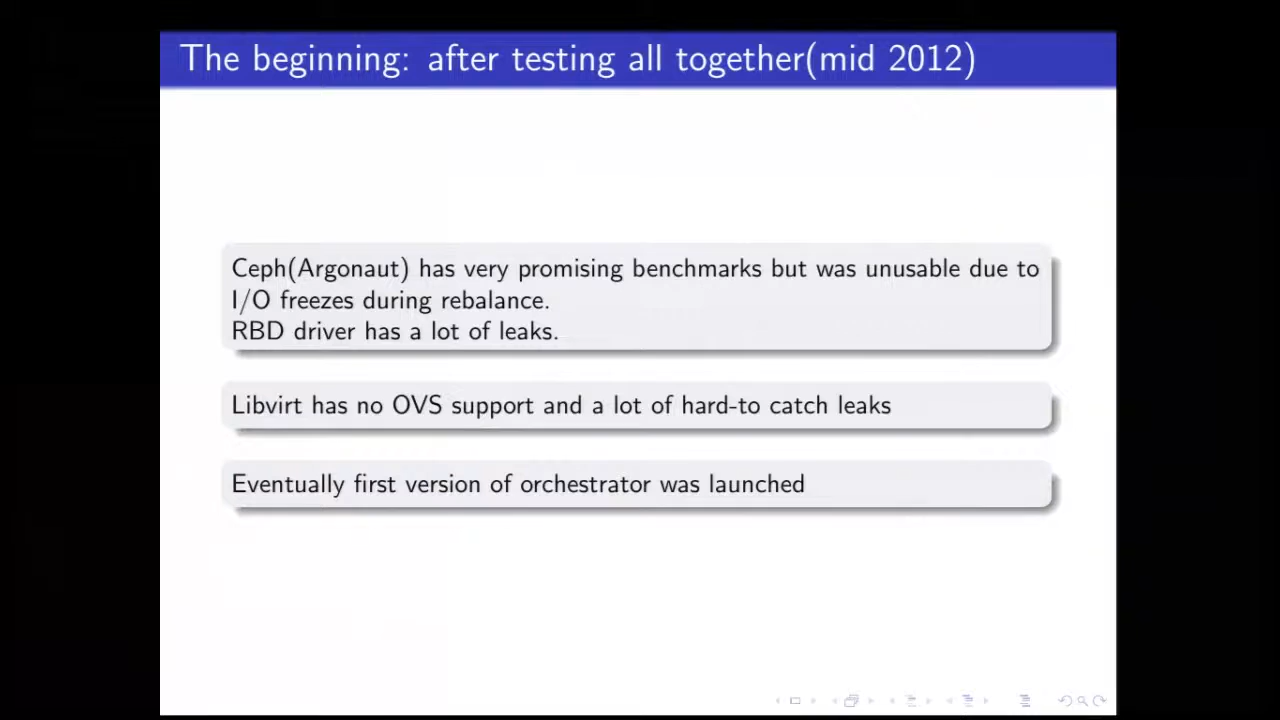 The beginning: after testing all together(mid 2012)
Ceph(Argonaut) has very promising benchmarks but was unusable due to
I/O freezes during rebalance.
RBD driver has a lot of leaks.
Libvirt has no OVS support and a lot of hard-to catch leaks
Eventually first version of orchestrator was launched